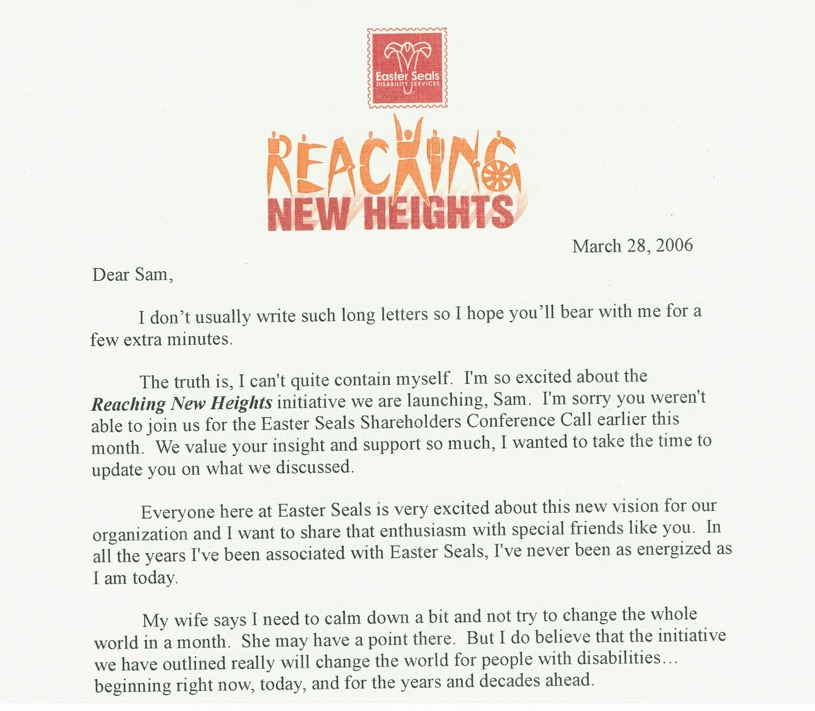 Easter Seals
DISABILITY SERVICES
REACHING
NEW HEIGHTS
March 28, 2006
Dear Sam,
I don't usually write such long letters so I hope you'll bear with me for a
few extra minutes.
The truth is, I can't quite contain myself.  I'm so excited about the
Reaching New Heights initiative we are launching, Sam.  I'm sorry you weren't
able to join us for the Easter Seals Shareholders Conference Call earlier this
month.  We value your insight and support so much, I wanted to take the time to
update you on what we discussed.
Everyone here at Easter Seals is very excited about this new vision for our
organization and I want to share that enthusiasm with special friends like you.  In
all the years I've been associated with Easter Seals, I've never been as energized as
I am today.
My wife says I need to calm down a bit and not try to change the whole
world in a month.  She may have a point there.  But I do believe that the initiative
we have outlined really will change the world for people with disabilities…
beginning right now, today, and for the years and decades ahead.